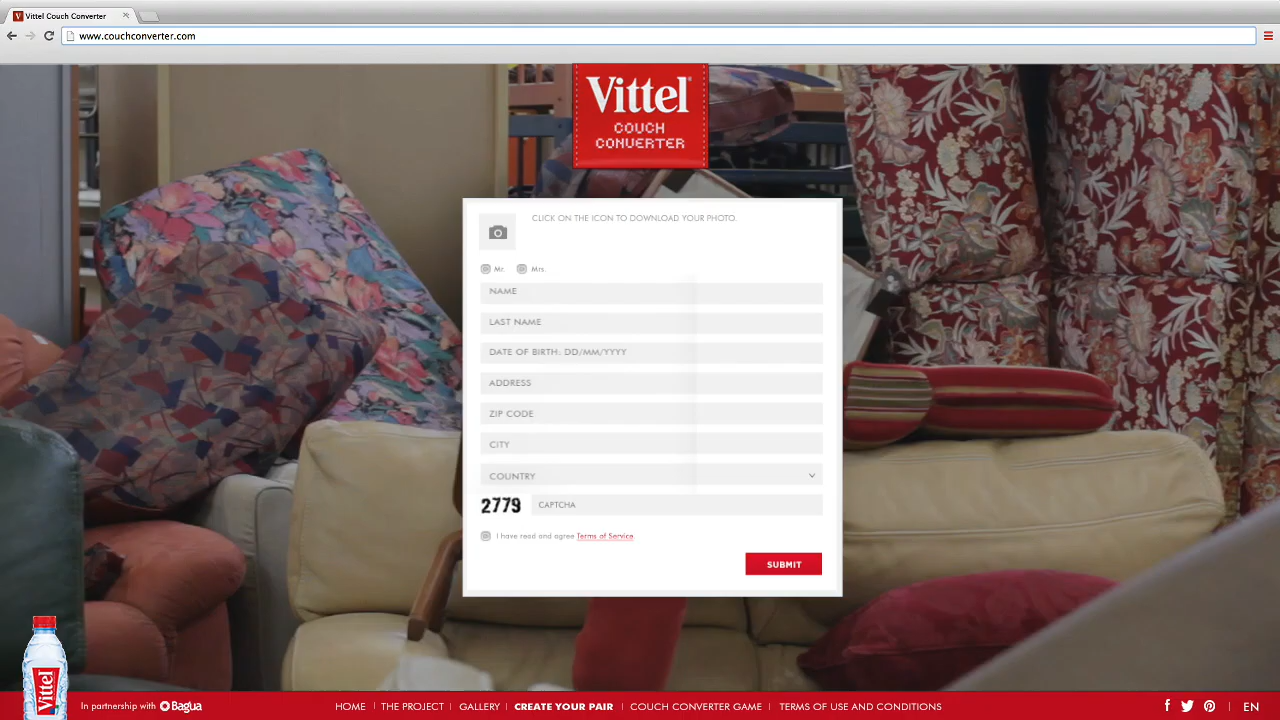 Vittel Couch Converter
www.couchconverter.com
Vittel
COUCH
CONVERTER
CLICK ON THE ICON TO DOWNLOAD YOUR PHOTO.
Mr. Mrs.
NAME
LAST NAME
DATE OF BIRTH: DD/MM/YYYY
ADDRESS
ZIP CODE
CITY
COUNTRY
2779 CAPTCHA
I have read and agree Terms of Service.
SUBMIT
Vittel
In partnership with Bagua
HOME THE PROJECT GALLERY CREATE YOUR PAIR COUCH CONVERTER GAME TERMS OF USE AND CONDITIONS EN